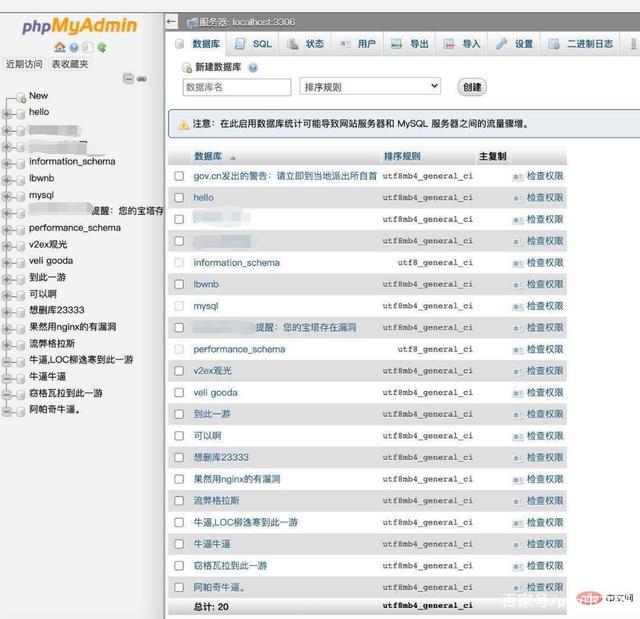 phpMyAdmin
近期访问 表收藏夹
New
hello
information_schema
lbwnb
mysql
提醒：您的宝塔存
performance_schema
v2ex观光
veli gooda
到此一游
可以啊
想删库23333
果然用nginx的有漏洞
流弊格拉斯
牛逼,LOC柳逸寒到此一游
牛逼牛逼
窃格瓦拉到此一游
阿帕奇牛逼。
服务器: localhost:3306
数据库 SQL 状态 用户 导出 导入 设置 二进制日志
新建数据库
数据库名 排序规则 创建
注意：在此启用数据库统计可能导致网站服务器和 MySQL 服务器之间的流量骤增。
数据库 排序规则 主复制
gov.cn发出的警告：请立即到当地派出所自首 utf8mb4_general_ci 检查权限
hello utf8mb4_general_ci 检查权限
utf8mb4_general_ci 检查权限
utf8mb4_general_ci 检查权限
information_schema utf8_general_ci 检查权限
lbwnb utf8mb4_general_ci 检查权限
mysql utf8mb4_general_ci 检查权限
提醒：您的宝塔存在漏洞 utf8mb4_general_ci 检查权限
performance_schema utf8_general_ci 检查权限
v2ex观光 utf8mb4_general_ci 检查权限
veli gooda utf8mb4_general_ci 检查权限
到此一游 utf8mb4_general_ci 检查权限
可以啊 utf8mb4_general_ci 检查权限
想删库23333 utf8mb4_general_ci 检查权限
果然用nginx的有漏洞 utf8mb4_general_ci 检查权限
流弊格拉斯 utf8mb4_general_ci 检查权限
牛逼,LOC柳逸寒到此一游 utf8mb4_general_ci 检查权限
牛逼牛逼 utf8mb4_general_ci 检查权限
窃格瓦拉到此一游 utf8mb4_general_ci 检查权限
阿帕奇牛逼。 utf8mb4_general_ci 检查权限
总计: 20 utf8mb4_general_ci
百家号
php 中文网